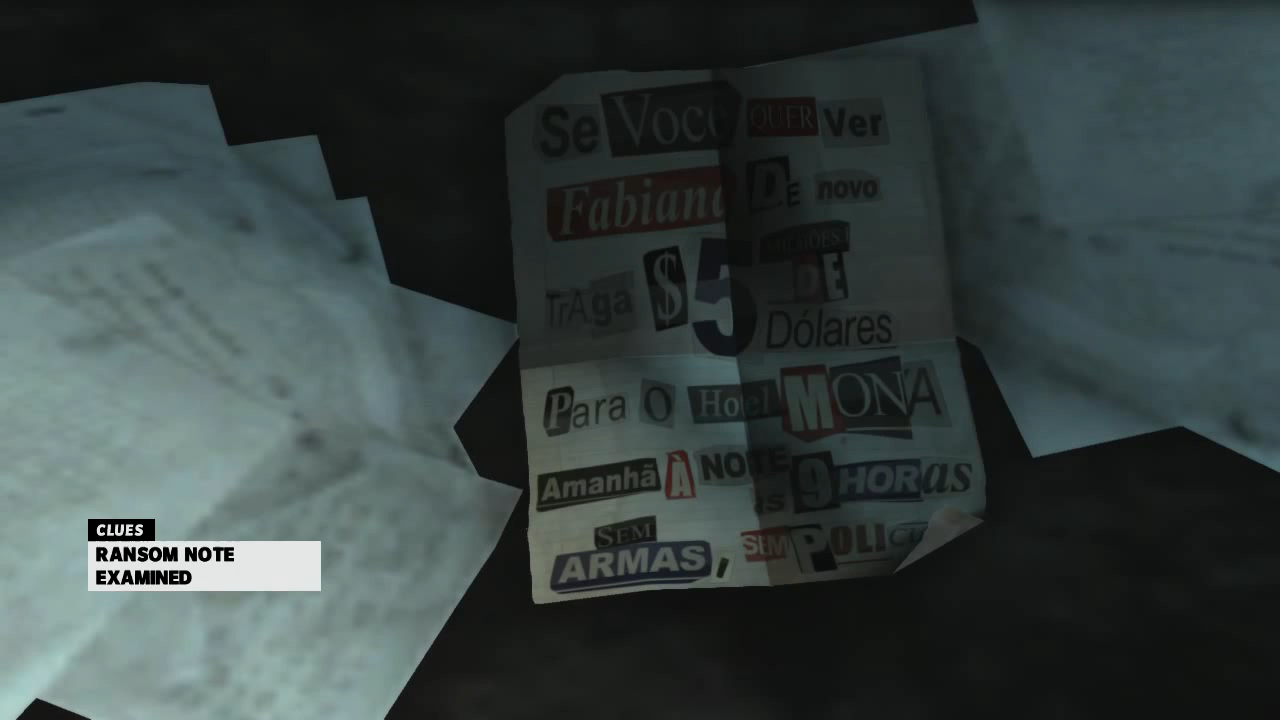 Se Você QUER Ver
Fabiana DE novo
TrAga $5 MILHÕES! DE Dólares
Para O Hotel MONA
Amanhã À NOITE às 9 HORas
SEM ARMAS, SEM POLICIA
CLUES
RANSOM NOTE
EXAMINED